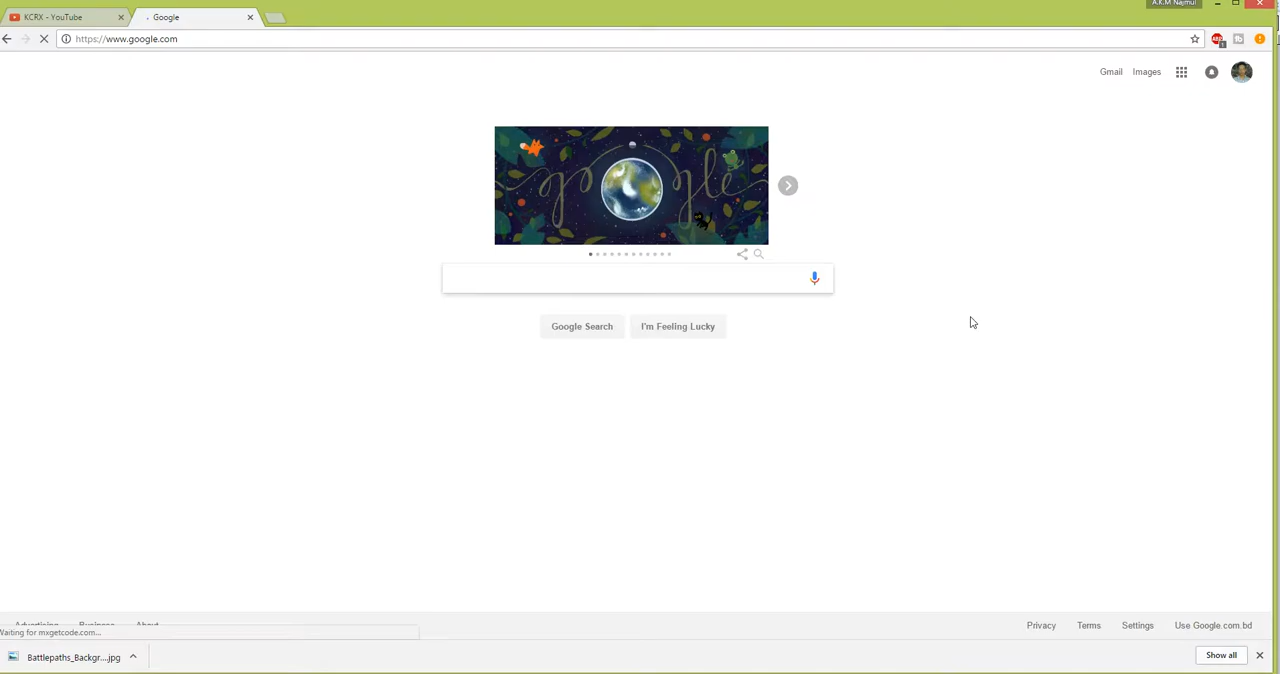 A.K.M Najmul
KCRX - YouTube
Google
https://www.google.com
Gmail Images
google
Google Search I'm Feeling Lucky
Advertising Business About
Privacy Terms Settings Use Google.com.bd
Waiting for mxgetcode.com...
Battlepaths_Backgr....jpg
Show all